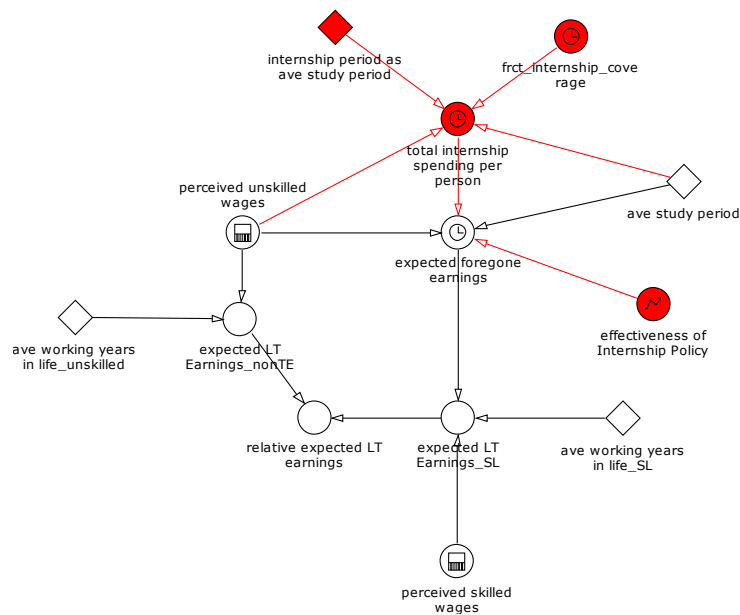 internship period as
ave study period
frct_internship_cove
rage
total internship
spending per
person
perceived unskilled
wages
ave study period
expected foregone
earnings
effectiveness of
Internship Policy
ave working years
in life_unskilled
expected LT
Earnings_nonTE
relative expected LT
earnings
expected LT
Earnings_SL
ave working years
in life_SL
perceived skilled
wages